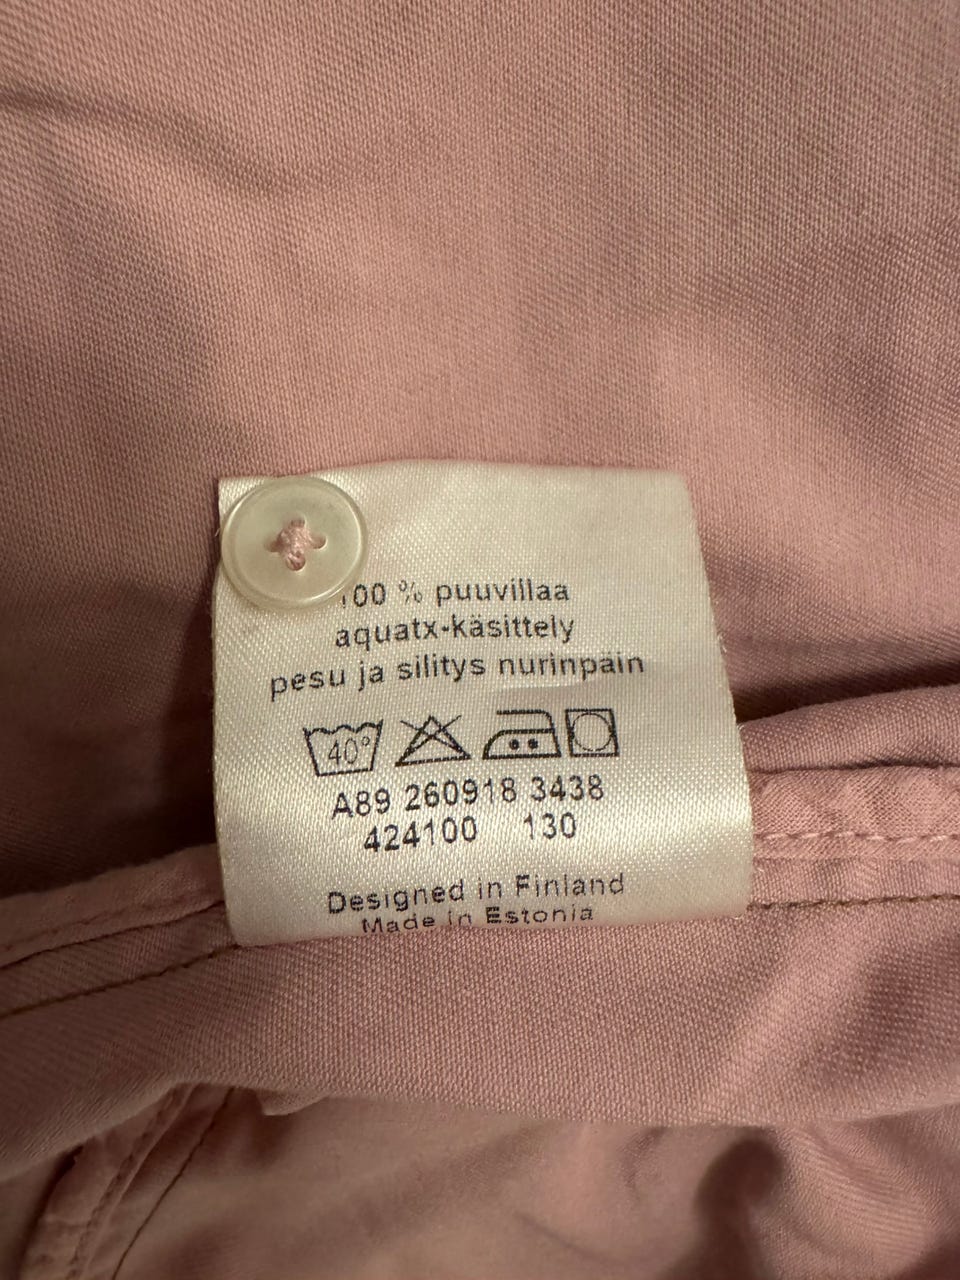 100 % puuvillaa
aquatx-käsittely
pesu ja silitys nurinpäin
40°
A89 260918 3438
424100 130
Designed in Finland
Made in Estonia